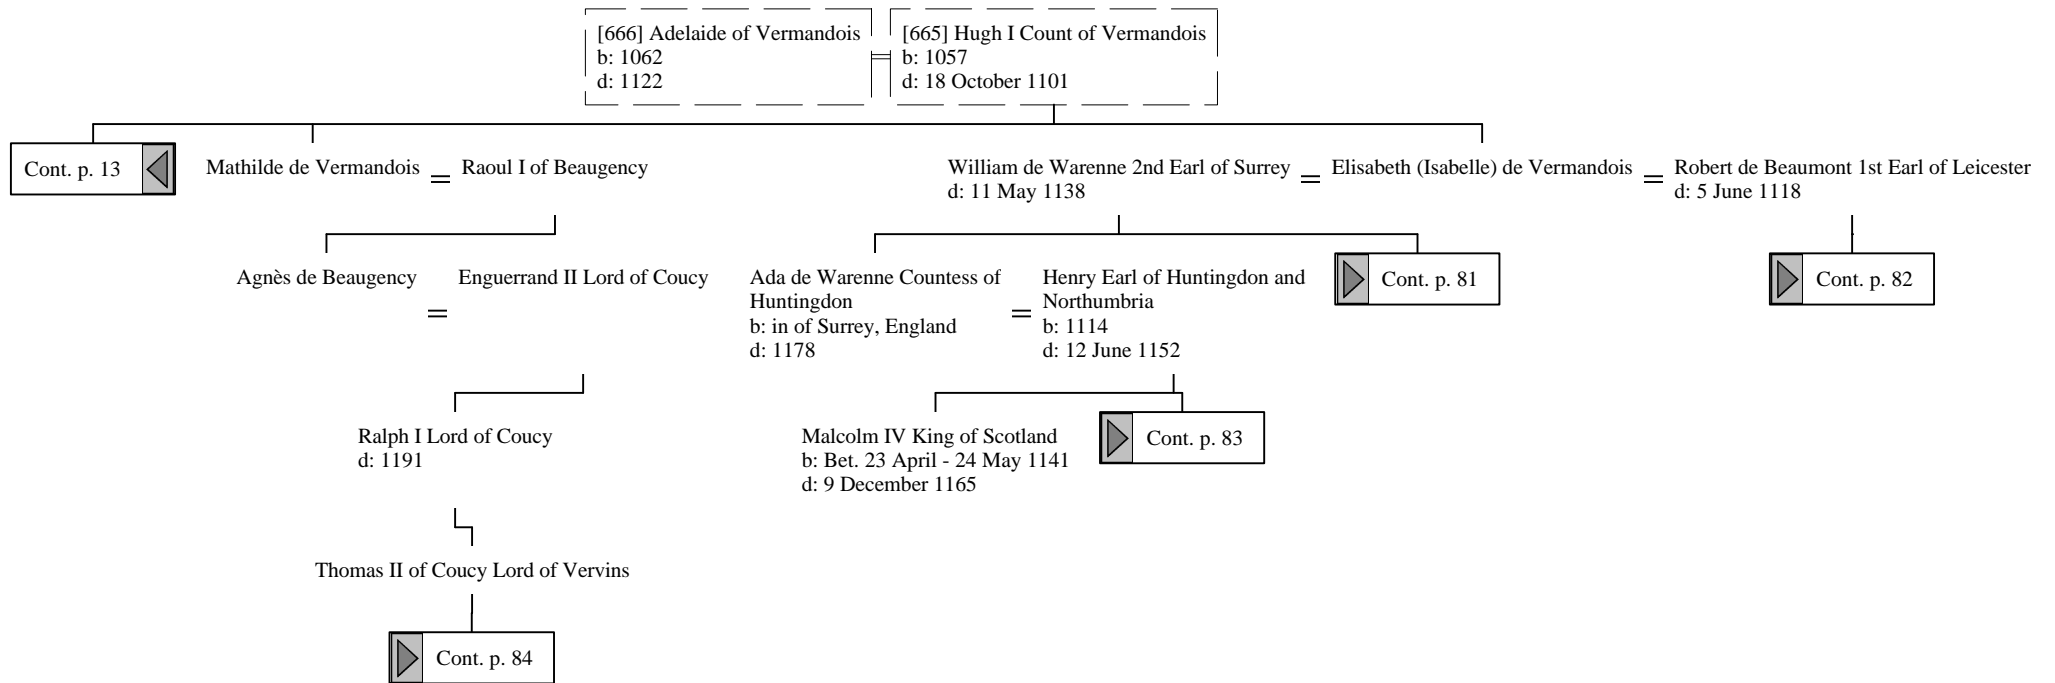 [666] Adelaide of Vermandois
b: 1062
d: 1122
[665] Hugh I Count of Vermandois
b: 1057
d: 18 October 1101
Cont. p. 13
Mathilde de Vermandois
=
Raoul I of Beaugency
William de Warenne 2nd Earl of Surrey
d: 11 May 1138
=
Elisabeth (Isabelle) de Vermandois
=
Robert de Beaumont 1st Earl of Leicester
d: 5 June 1118
Agnès de Beaugency
=
Enguerrand II Lord of Coucy
Ada de Warenne Countess of
Huntingdon
b: in of Surrey, England
d: 1178
=
Henry Earl of Huntingdon and
Northumbria
b: 1114
d: 12 June 1152
Cont. p. 81
Cont. p. 82
Ralph I Lord of Coucy
d: 1191
Malcolm IV King of Scotland
b: Bet. 23 April - 24 May 1141
d: 9 December 1165
Cont. p. 83
Thomas II of Coucy Lord of Vervins
Cont. p. 84